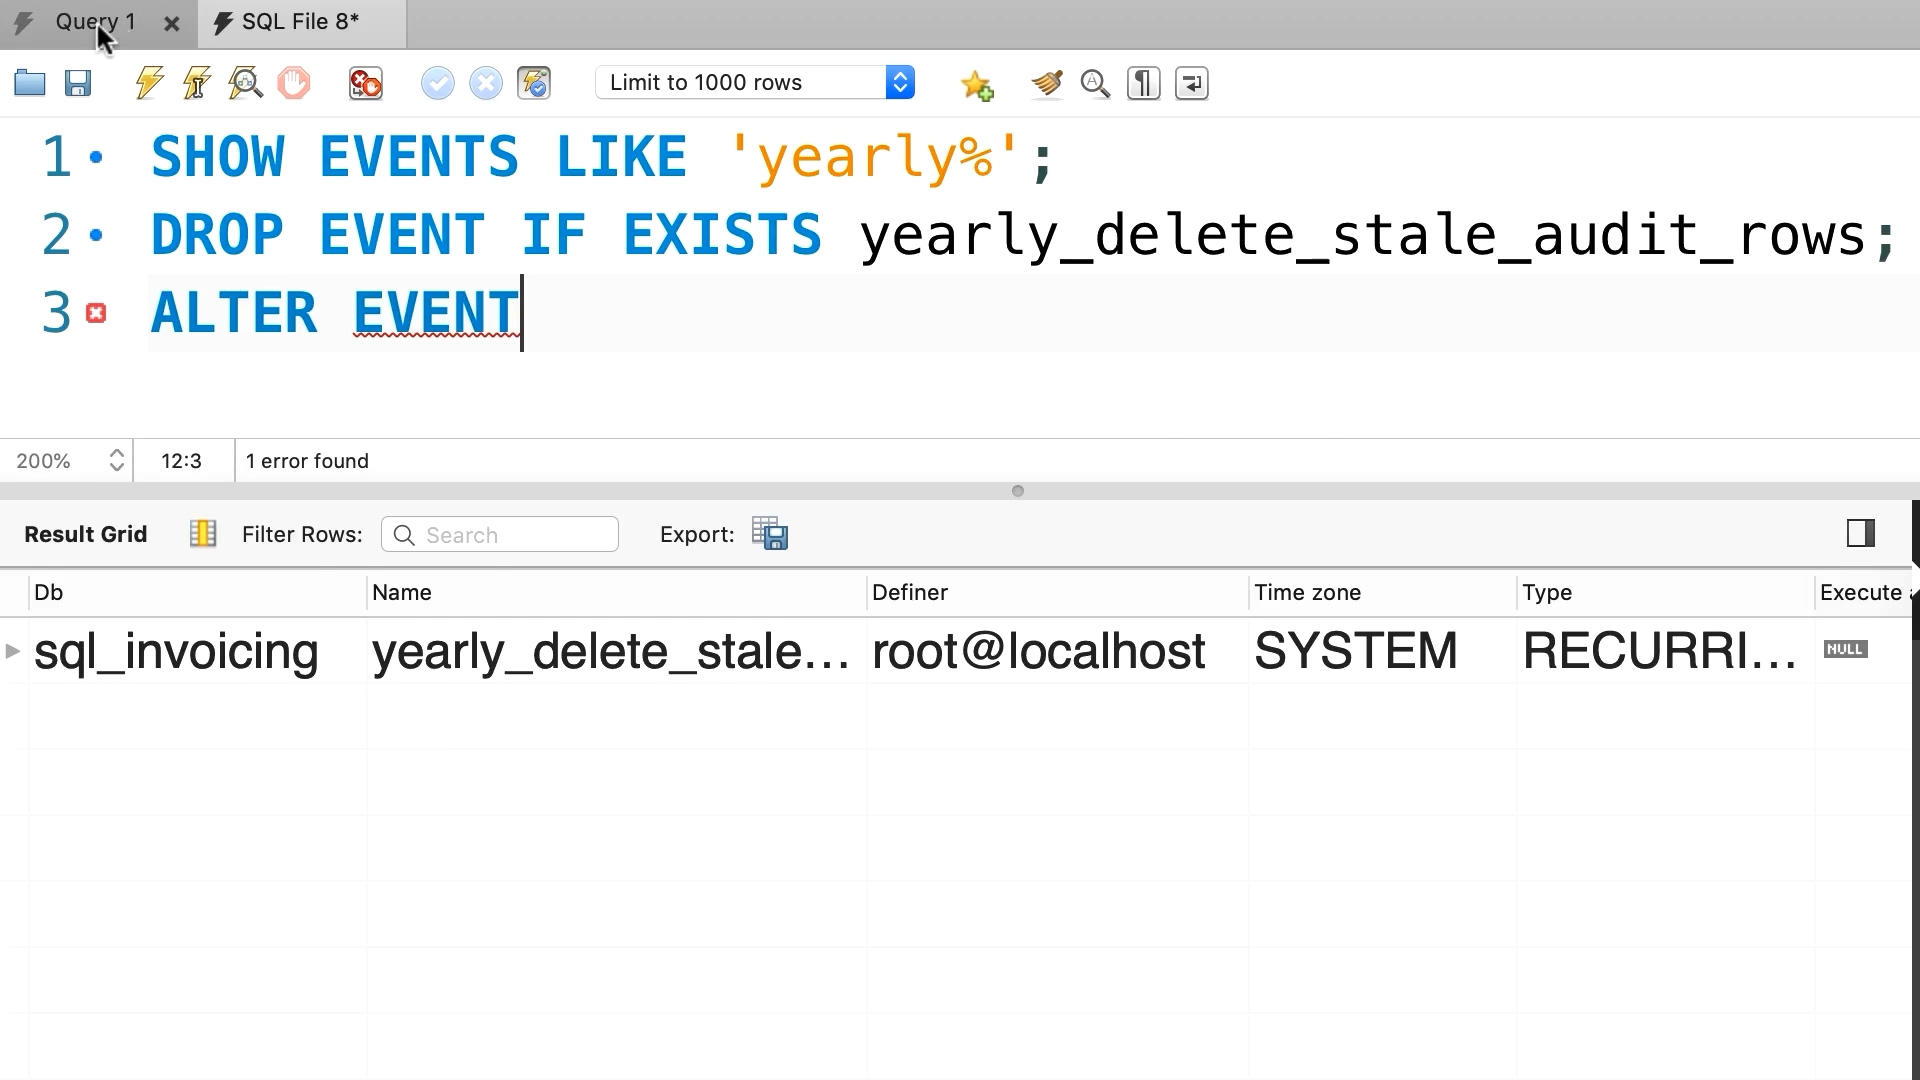 Query 1
SQL File 8*
Limit to 1000 rows
1 SHOW EVENTS LIKE 'yearly%';
2 DROP EVENT IF EXISTS yearly_delete_stale_audit_rows;
3 ALTER EVENT
200% 12:3 1 error found
Result Grid Filter Rows: Search Export:
Db Name Definer Time zone Type Execute
sql_invoicing yearly_delete_stale... root@localhost SYSTEM RECURRI... NULL